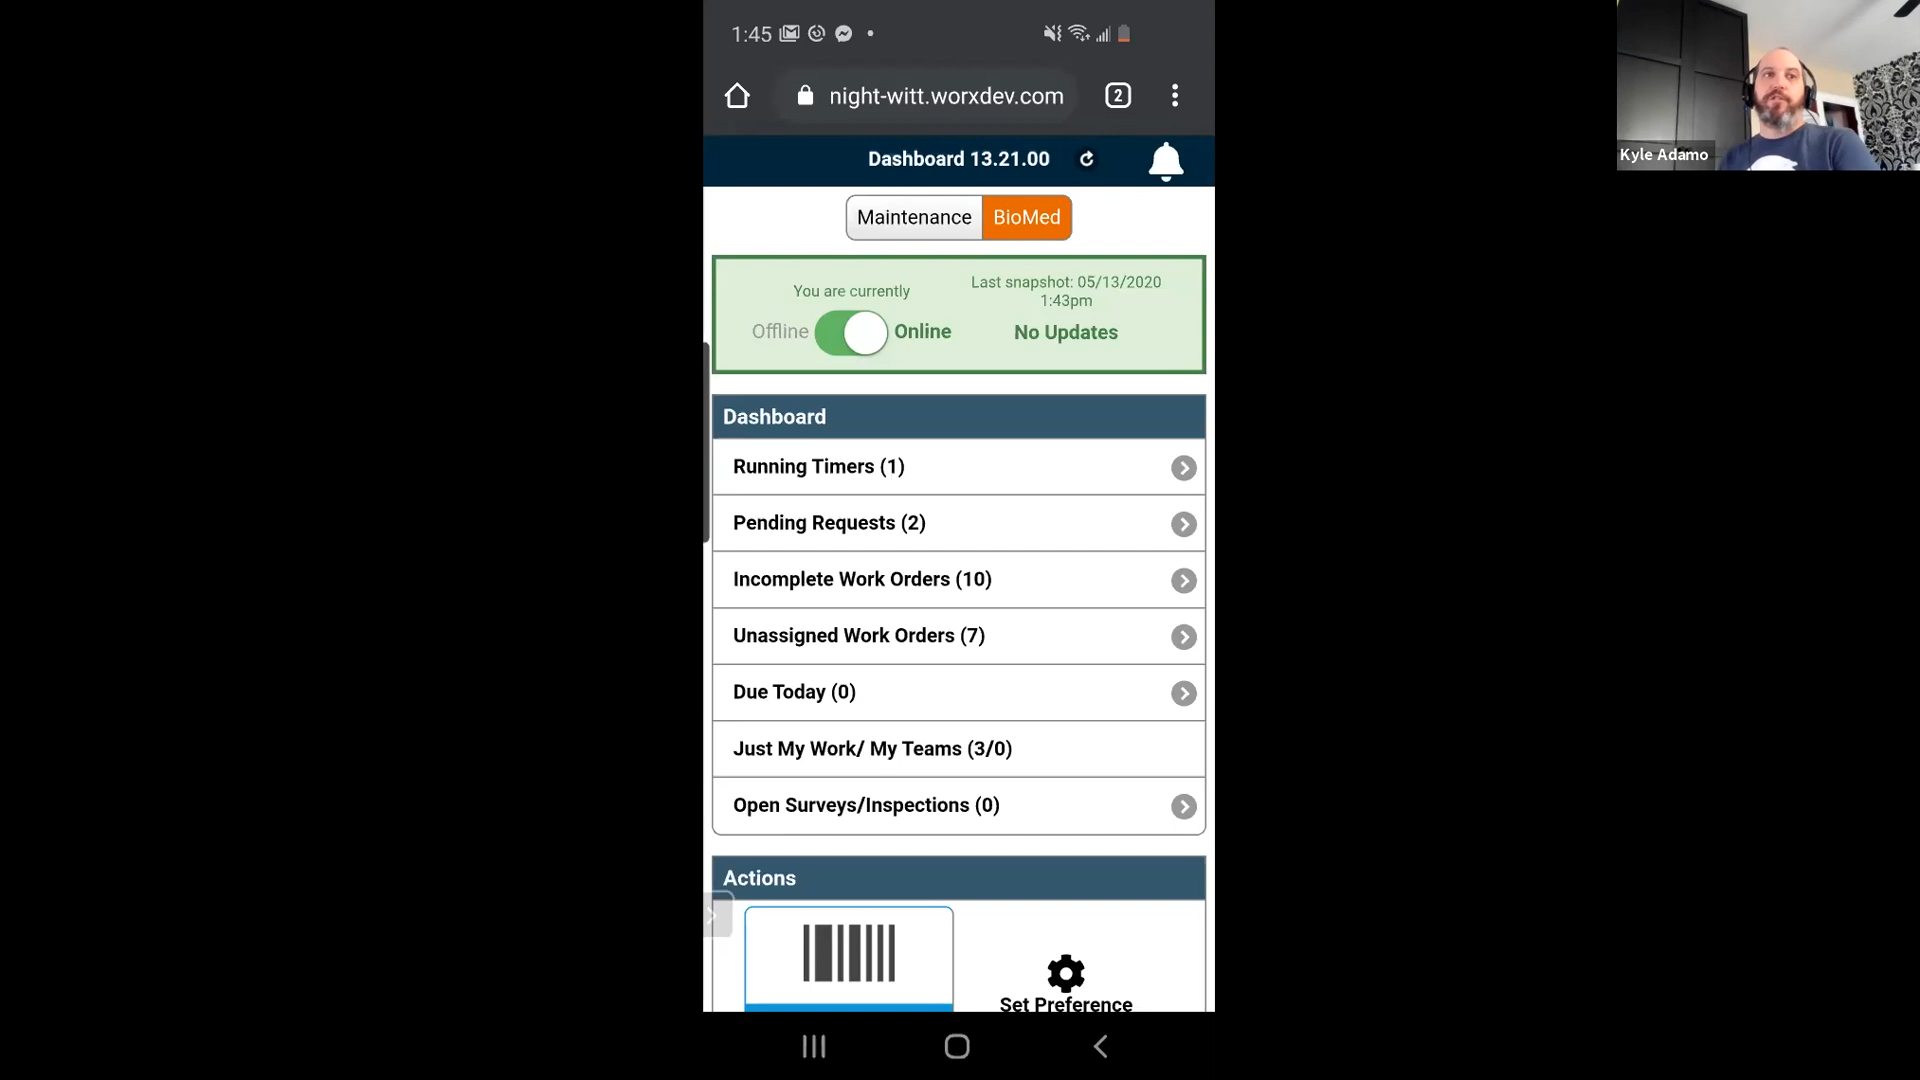 1:45
night-witt.worxdev.com
2
Dashboard 13.21.00
Maintenance
BioMed
You are currently
Offline
Online
Last snapshot: 05/13/2020
1:43pm
No Updates
Dashboard
Running Timers (1)
Pending Requests (2)
Incomplete Work Orders (10)
Unassigned Work Orders (7)
Due Today (0)
Just My Work/ My Teams (3/0)
Open Surveys/Inspections (0)
Actions
Set Preference
Kyle Adamo